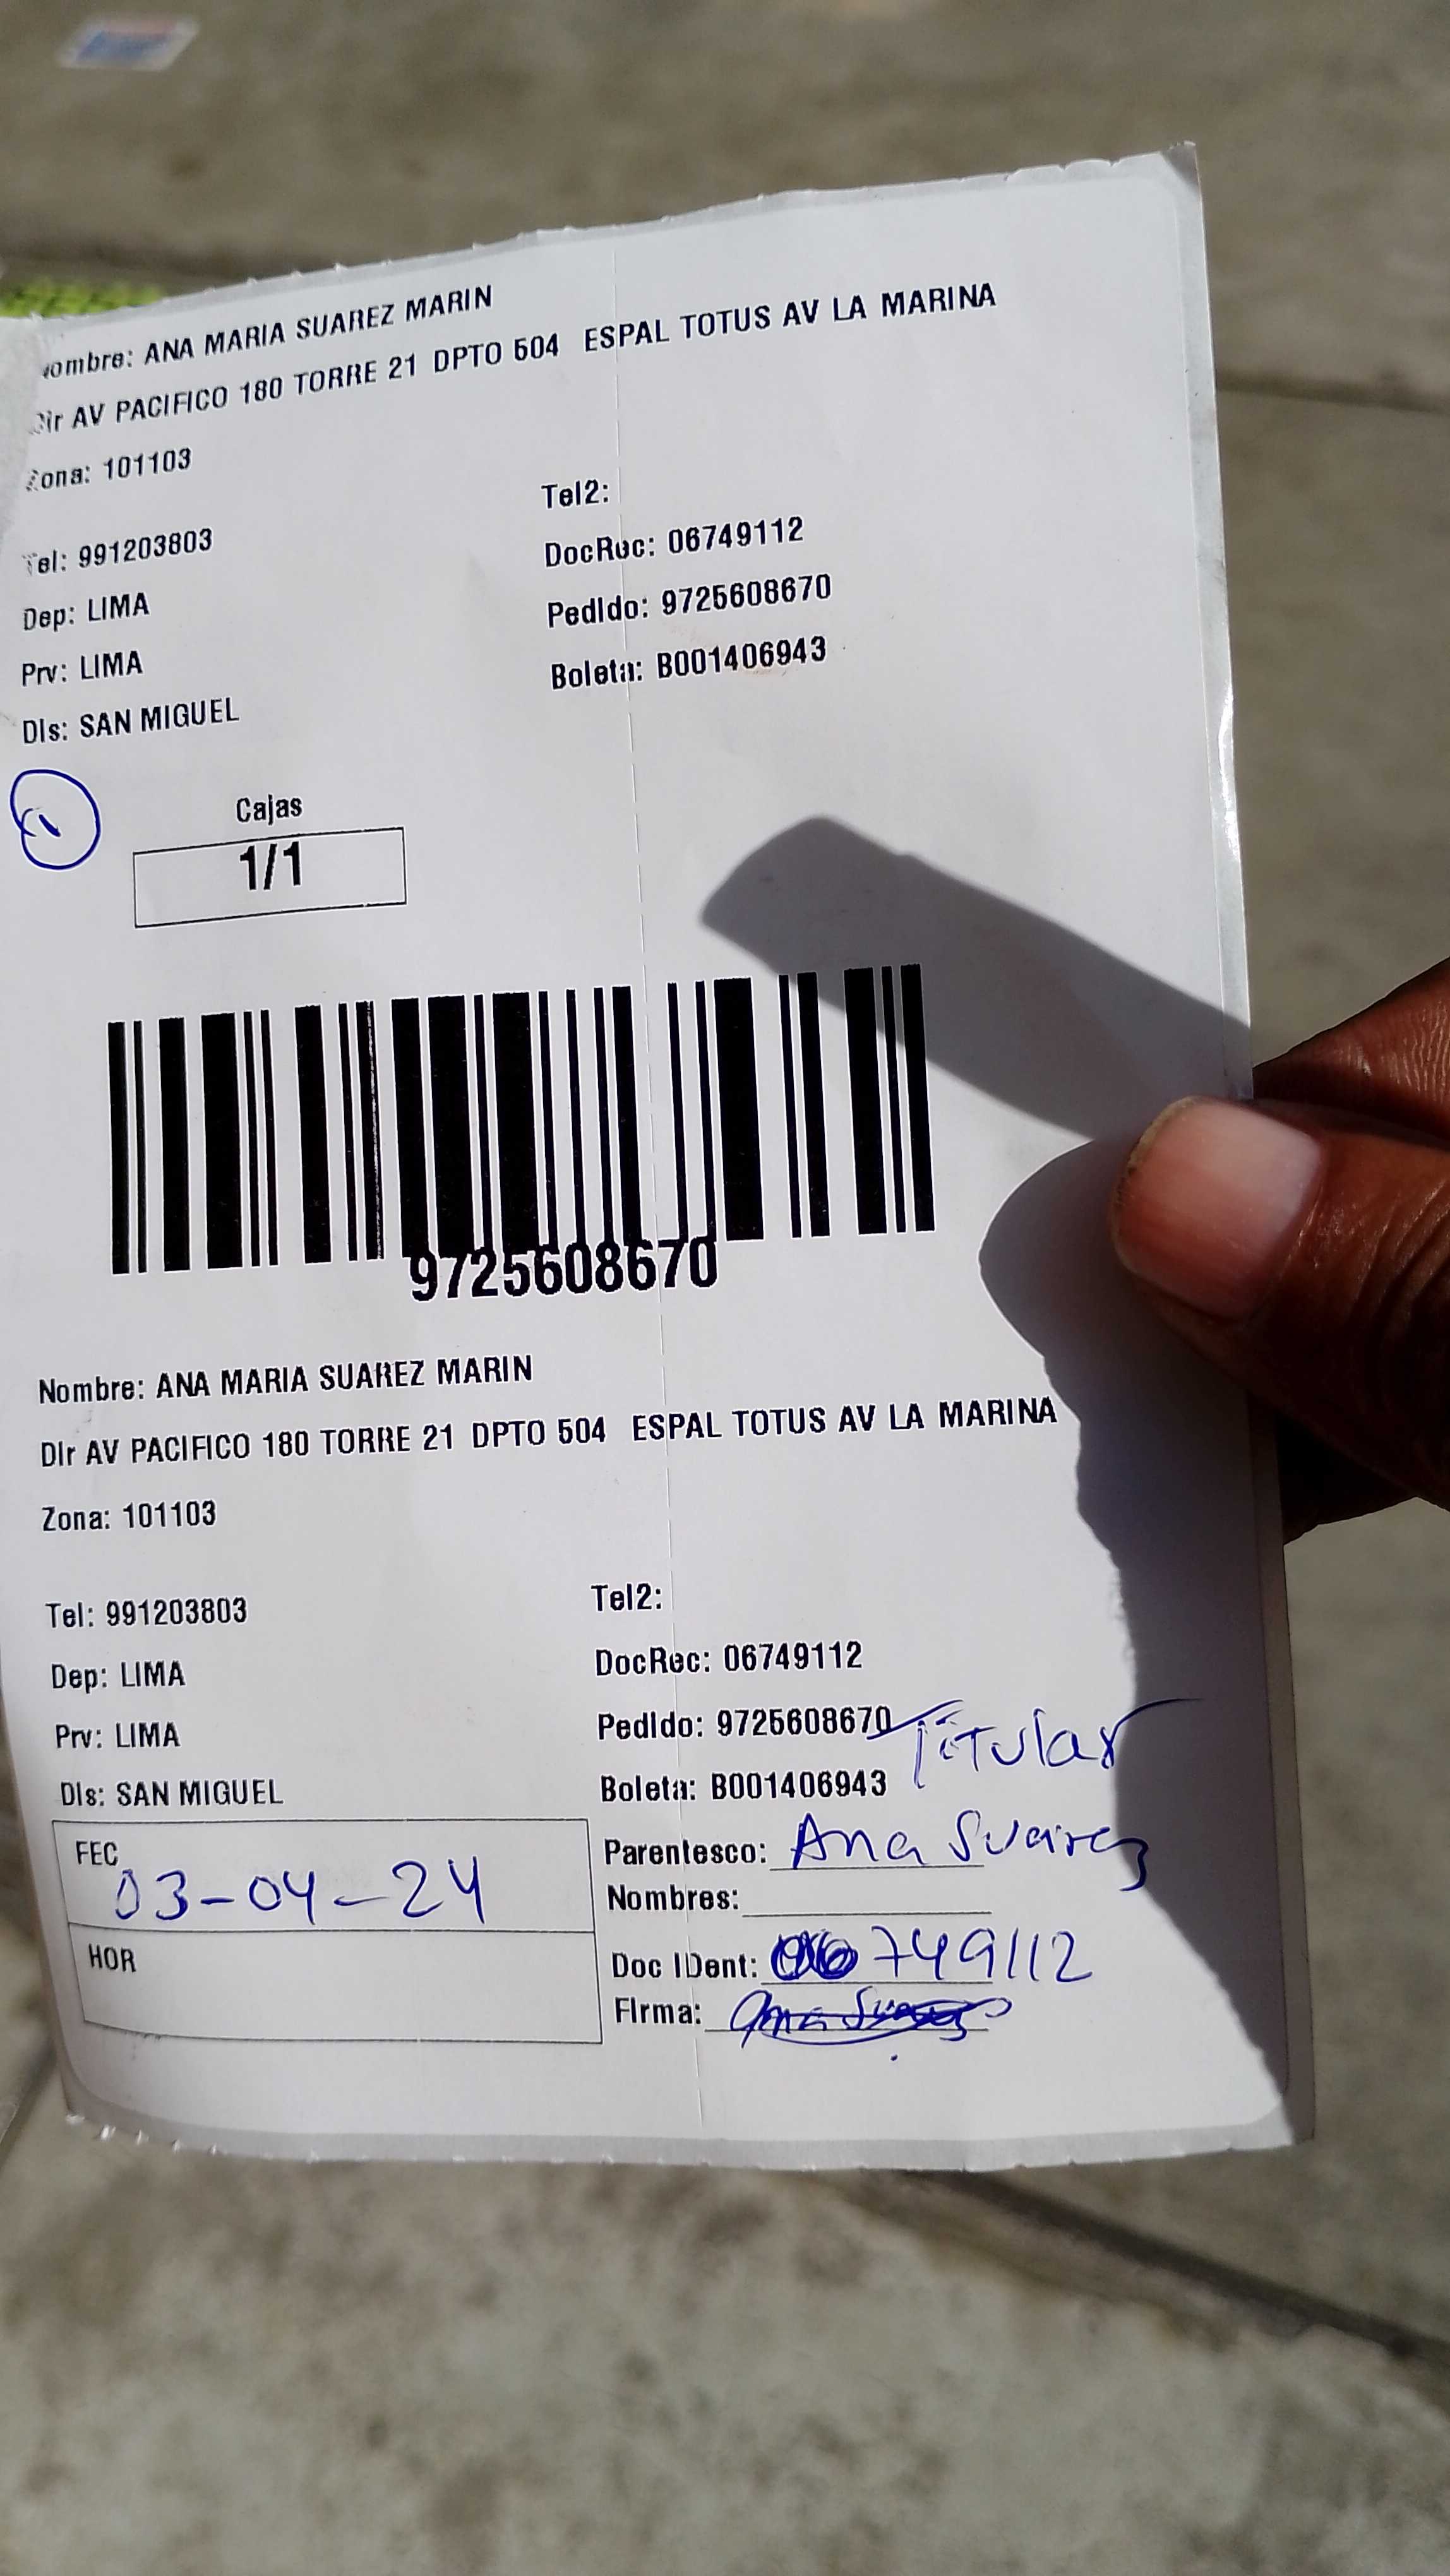 Nombre: ANA MARIA SUAREZ MARIN
Dir AV PACIFICO 180 TORRE 21 DPTO 504 ESPAL TOTUS AV LA MARINA
Zona: 101103
Tel: 991203803
Tel2:
Dep: LIMA
DocRec: 06749112
Prv: LIMA
Pedido: 9725608670
Dis: SAN MIGUEL
Boleta: B001406943
Cajas
1/1
9725608670
Nombre: ANA MARIA SUAREZ MARIN
Dir AV PACIFICO 180 TORRE 21 DPTO 504 ESPAL TOTUS AV LA MARINA
Zona: 101103
Tel: 991203803
Tel2:
Dep: LIMA
DocRec: 06749112
Prv: LIMA
Pedido: 9725608670 Titular
Dis: SAN MIGUEL
Boleta: B001406943
FEC 03-04-24
Parentesco: Ana Suarez
Nombres:
HOR
Doc IDent: 06749112
Firma: Ana Suarez